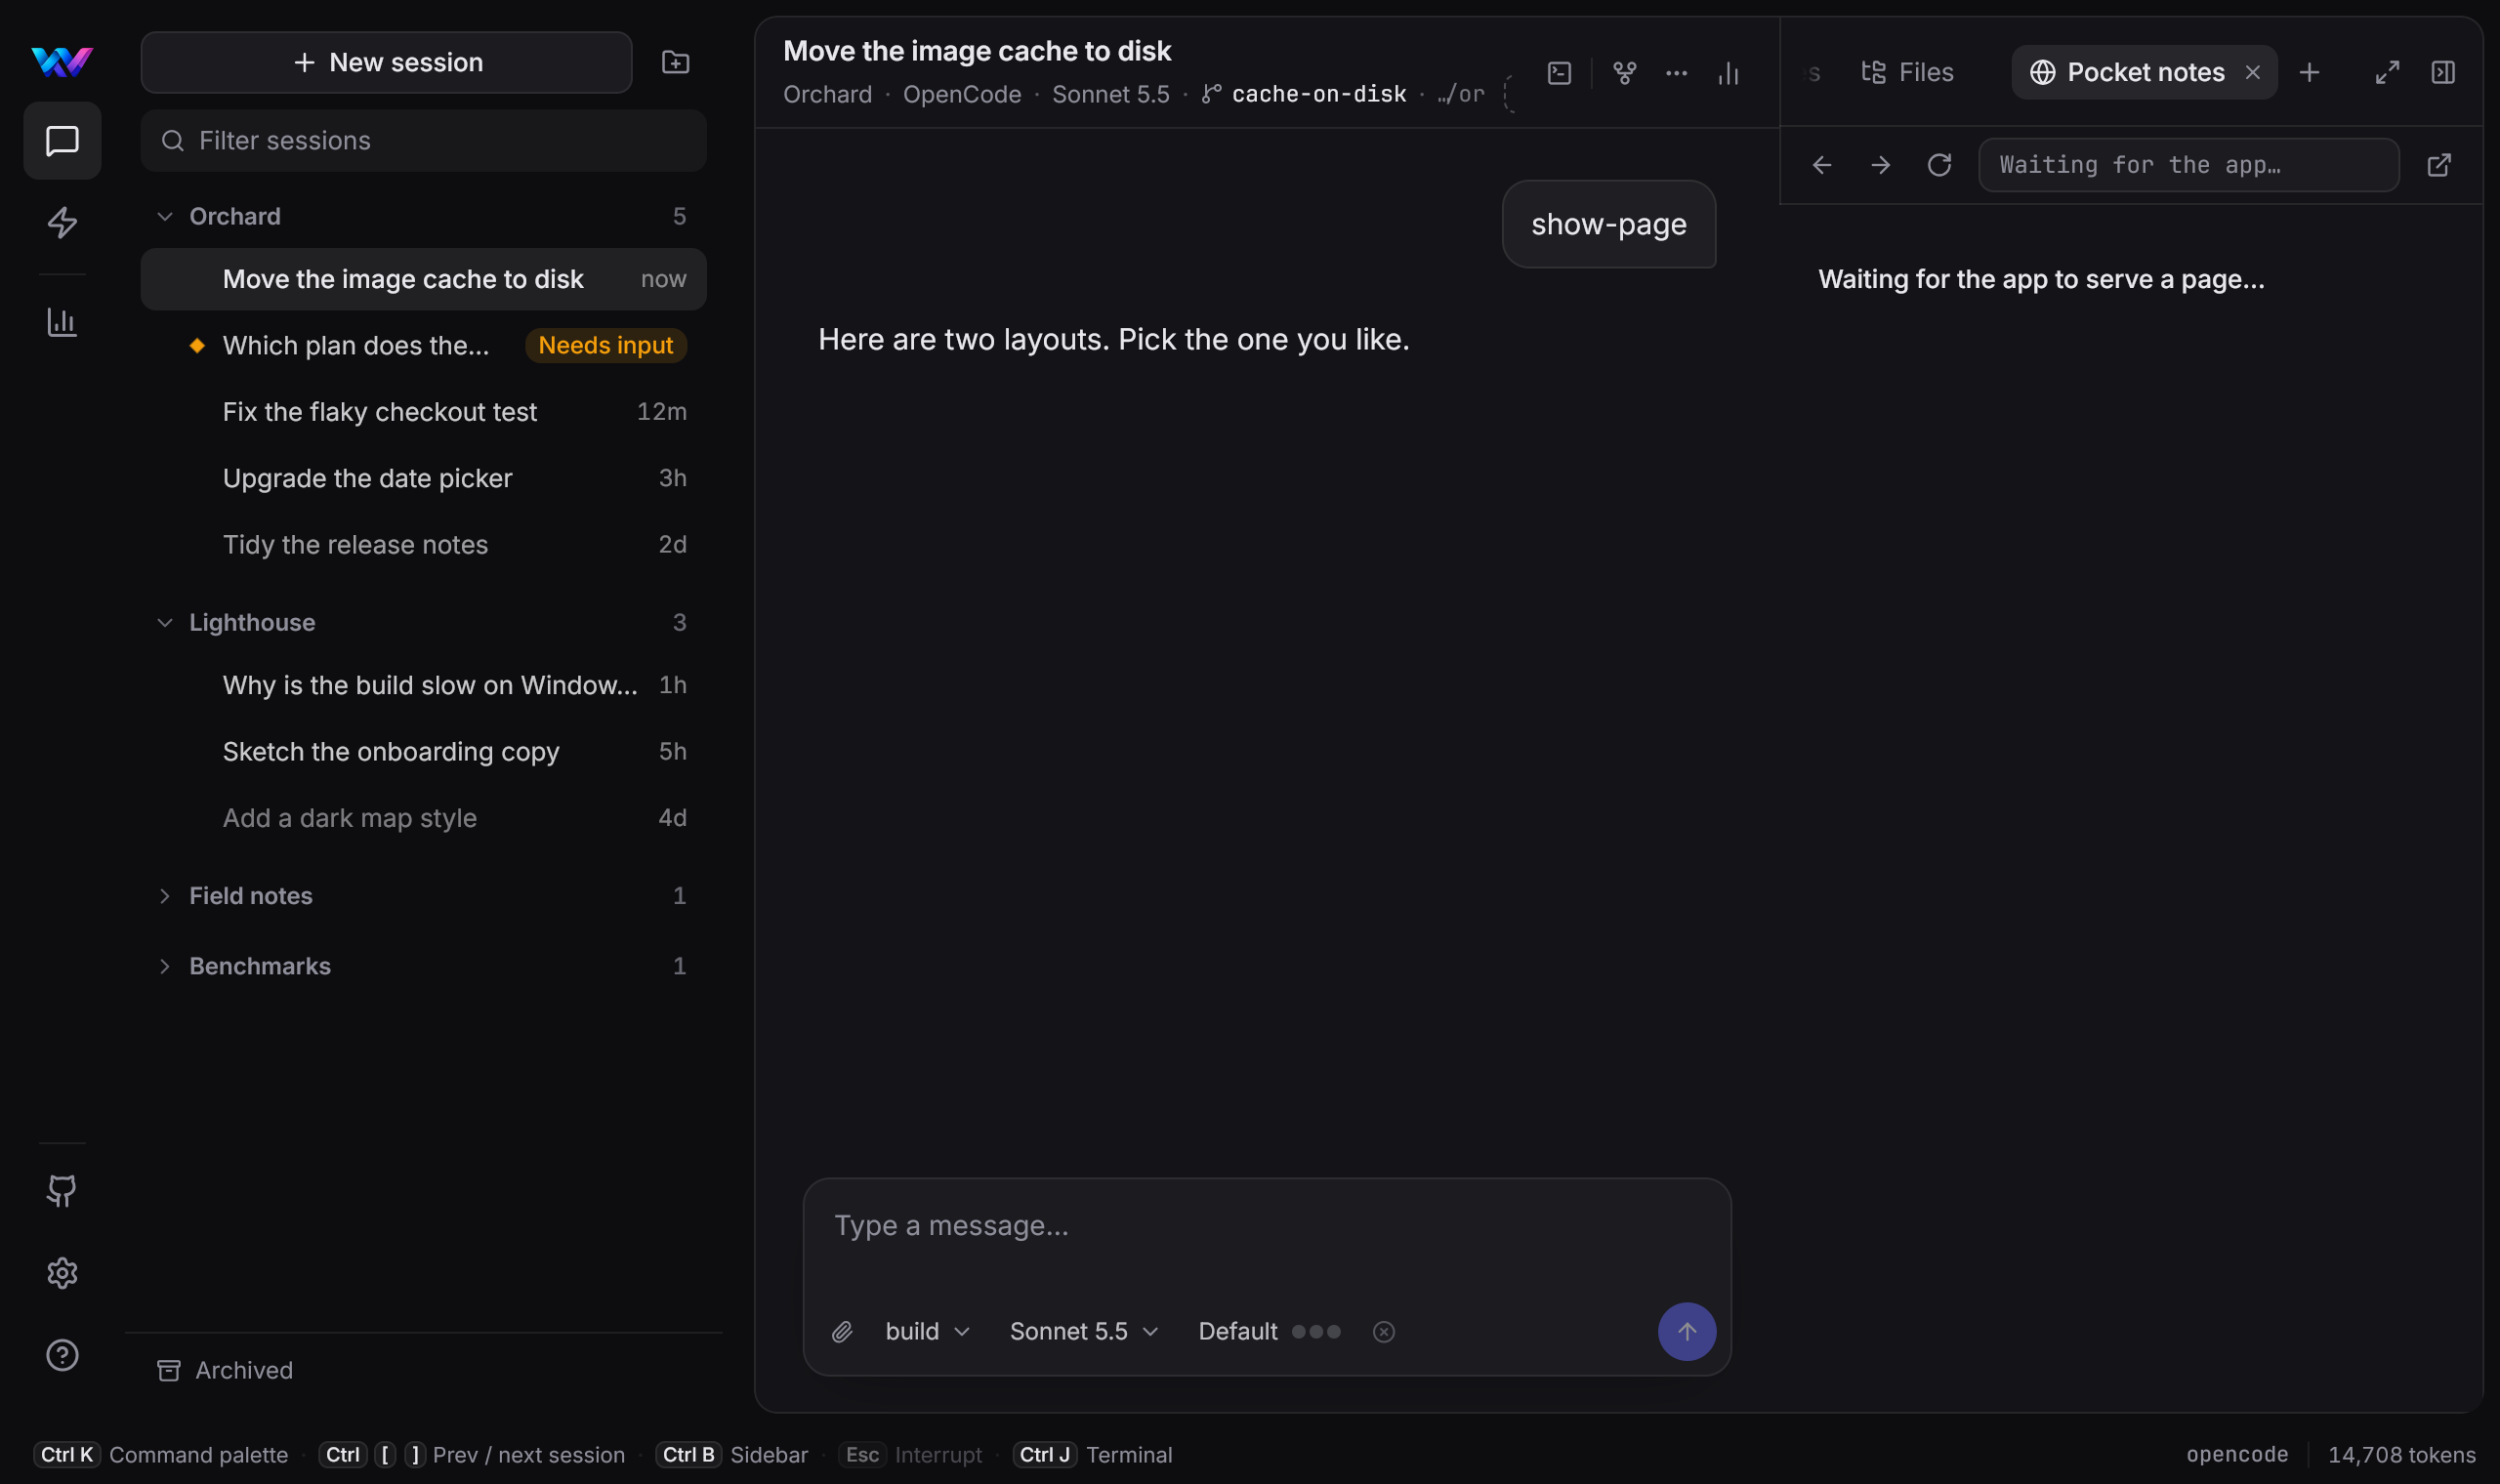 New session
Filter sessions
Orchard 5
Move the image cache to disk now
Which plan does the... Needs input
Fix the flaky checkout test 12m
Upgrade the date picker 3h
Tidy the release notes 2d
Lighthouse 3
Why is the build slow on Window... 1h
Sketch the onboarding copy 5h
Add a dark map style 4d
Field notes 1
Benchmarks 1
Archived
Move the image cache to disk
Orchard · OpenCode · Sonnet 5.5 · cache-on-disk · …/or
show-page
Here are two layouts. Pick the one you like.
Type a message...
build Sonnet 5.5 Default
s Files Pocket notes
Waiting for the app…
Waiting for the app to serve a page...
Ctrl K Command palette · Ctrl [ ] Prev / next session · Ctrl B Sidebar · Esc Interrupt · Ctrl J Terminal
opencode 14,708 tokens